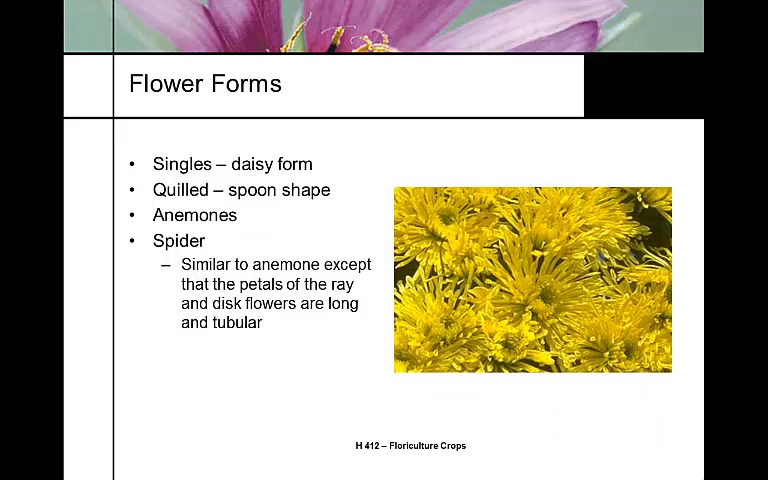 Flower Forms
• Singles – daisy form
• Quilled – spoon shape
• Anemones
• Spider
– Similar to anemone except
that the petals of the ray
and disk flowers are long
and tubular
H 412 – Floriculture Crops